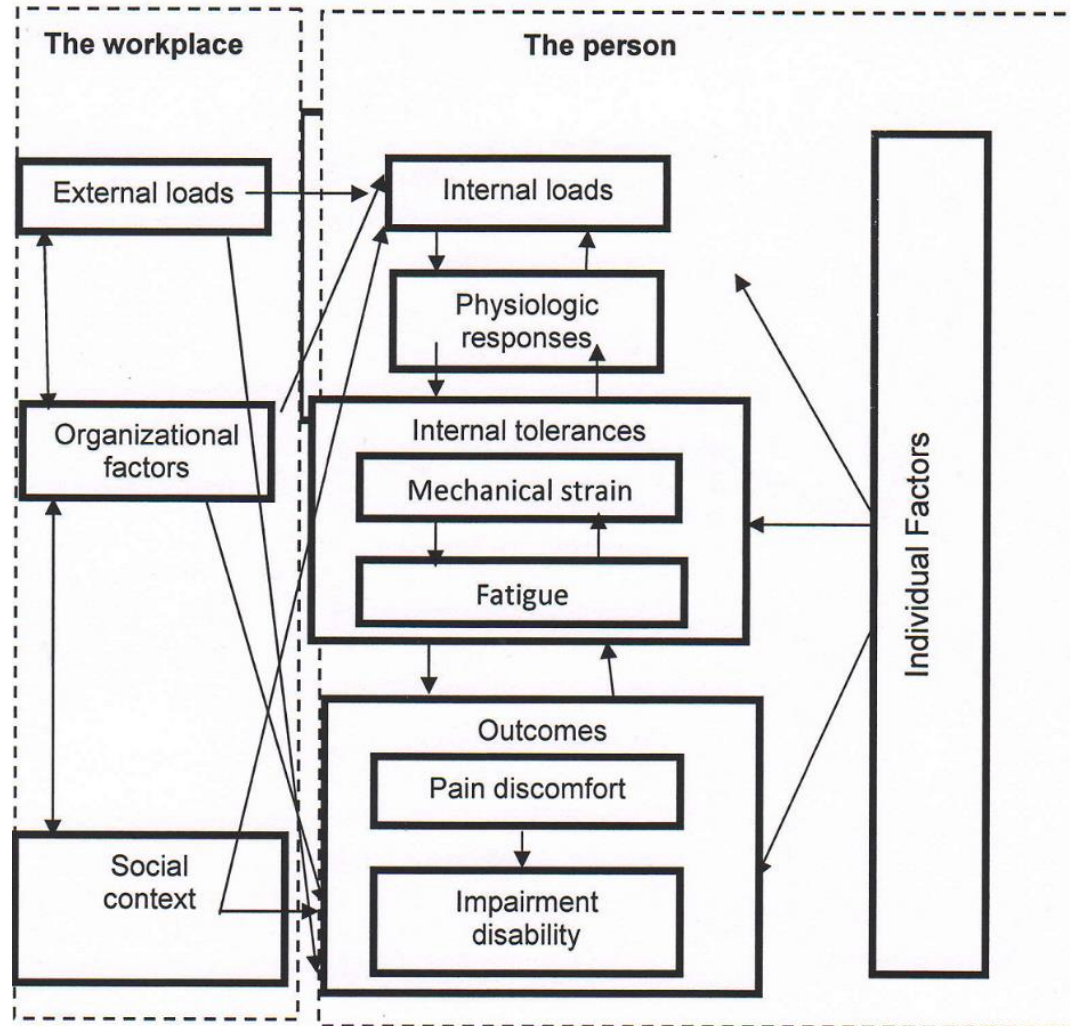 The workplace
The person
External loads
Internal loads
Physiologic
responses
Organizational
factors
Internal tolerances
Mechanical strain
Fatigue
Individual Factors
Outcomes
Pain discomfort
Social
context
Impairment
disability